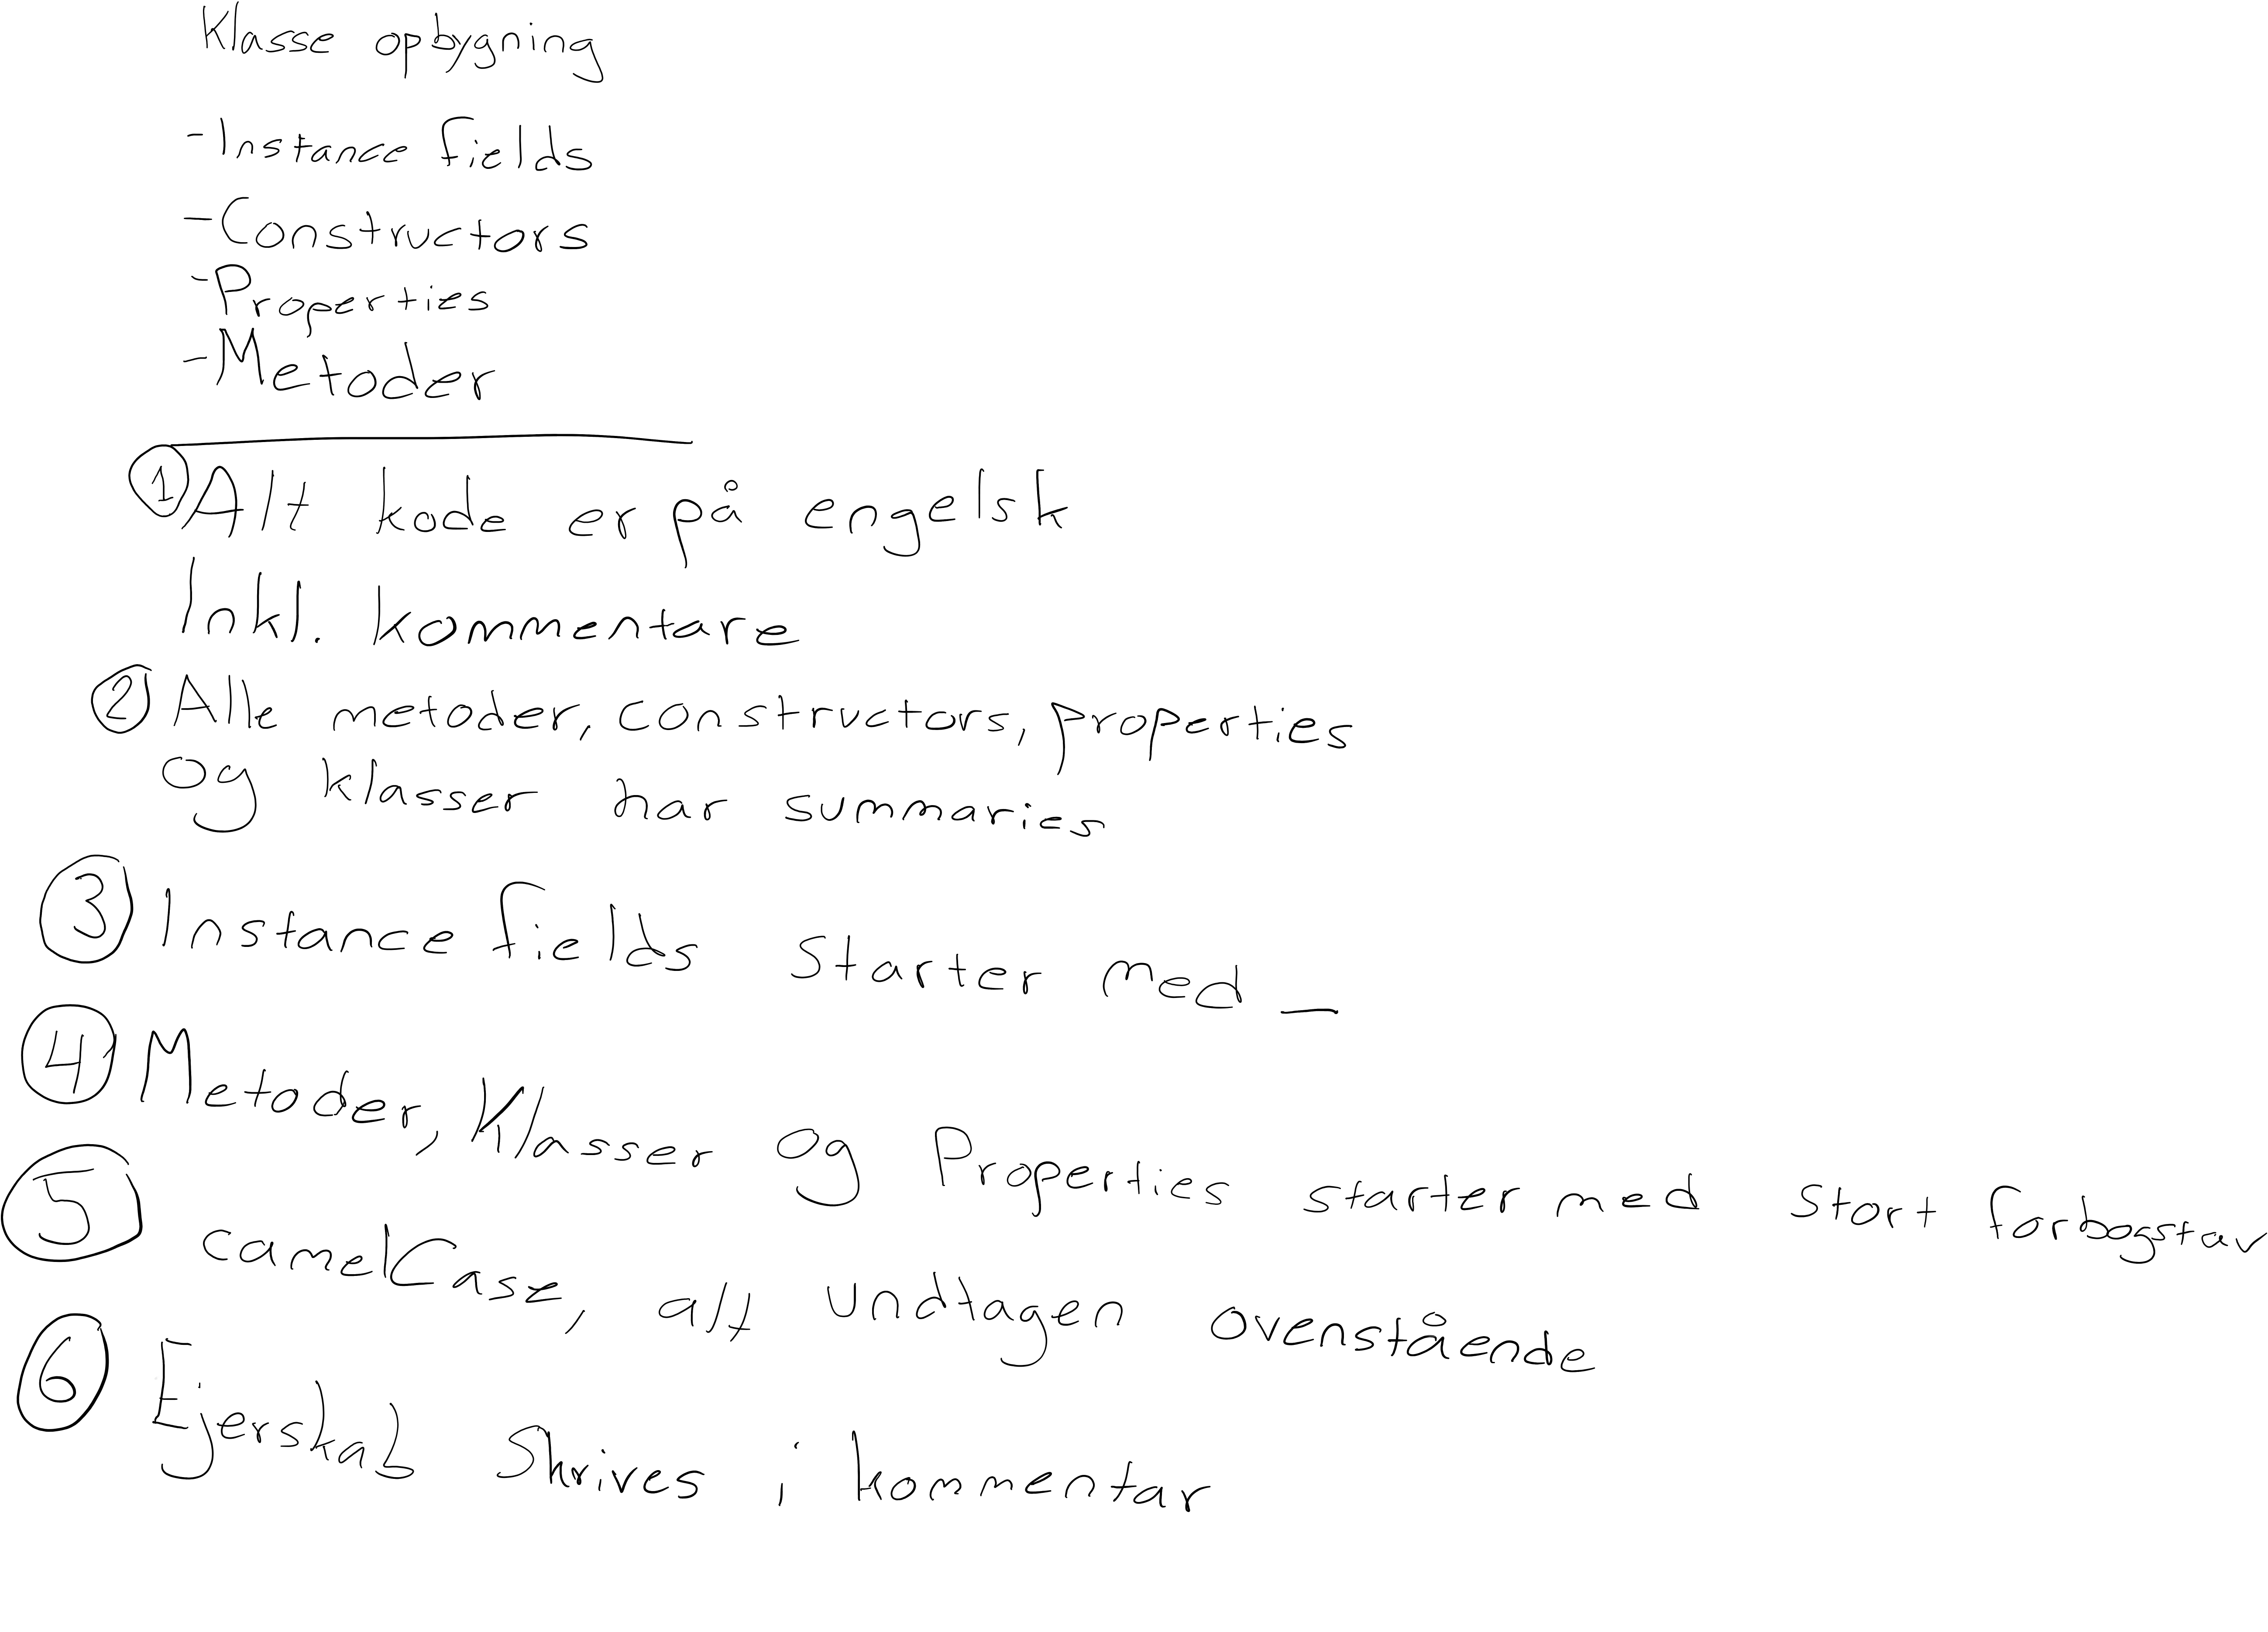 Klasse opbygning
- Instance fields
- Constructors
- Properties
- Metoder
1 Alt kode er på engelsk
Inkl. kommentare
2 Alle metoder, constructors, properties
og klasser har summaries
3 Instance fields starter med _
4 Metoder, Klasser og Properties starter med stort forbogstav
5 camelCase, alt undtagen ovenstående
6 Ejerskab skrives i kommentar